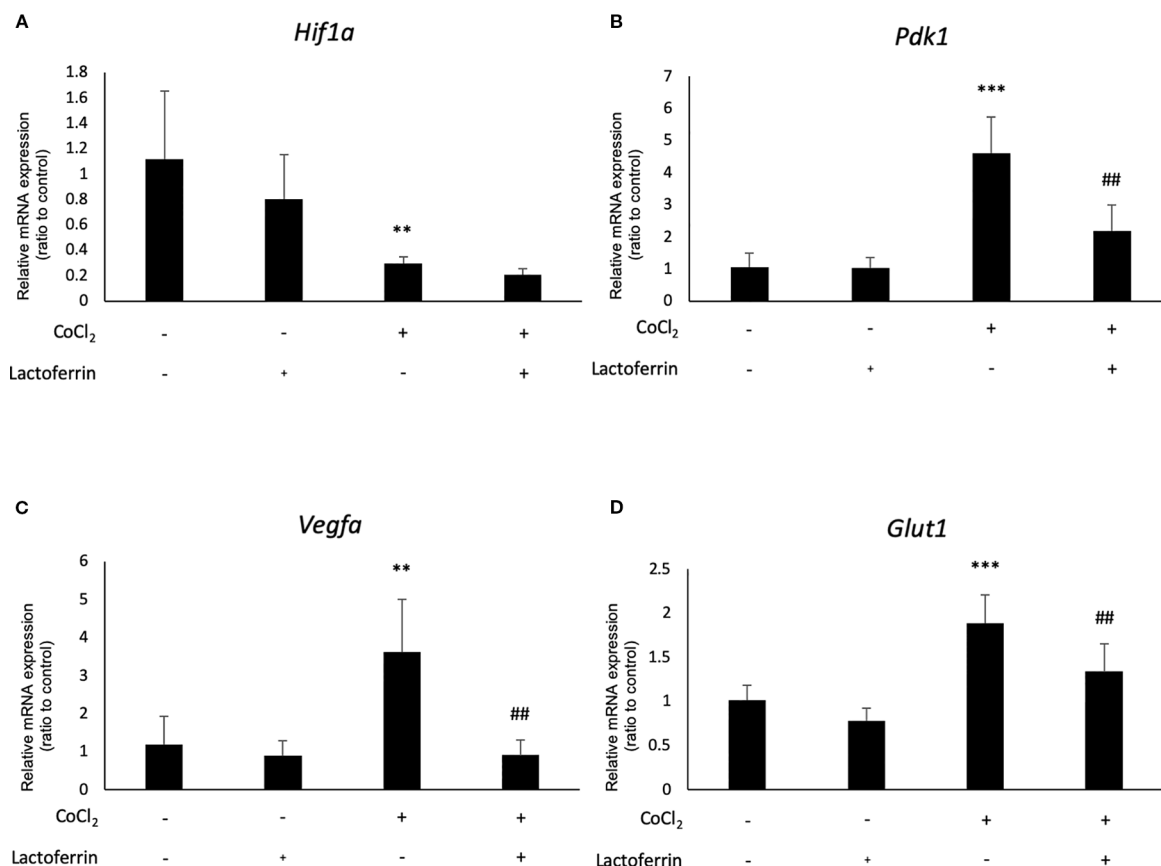 A
Hif1a
Relative mRNA expression
(ratio to control)
1.8
1.6
1.4
1.2
1
0.8
0.6
0.4
0.2
0
**
CoCl₂ - - + +
Lactoferrin - + - +
B
Pdk1
Relative mRNA expression
(ratio to control)
7
6
5
4
3
2
1
0
***
##
CoCl₂ - - + +
Lactoferrin - + - +
C
Vegfa
Relative mRNA expression
(ratio to control)
6
5
4
3
2
1
0
**
##
CoCl₂ - - + +
Lactoferrin - + - +
D
Glut1
Relative mRNA expression
(ratio to control)
2.5
2
1.5
1
0.5
0
***
##
CoCl₂ - - + +
Lactoferrin - + - +